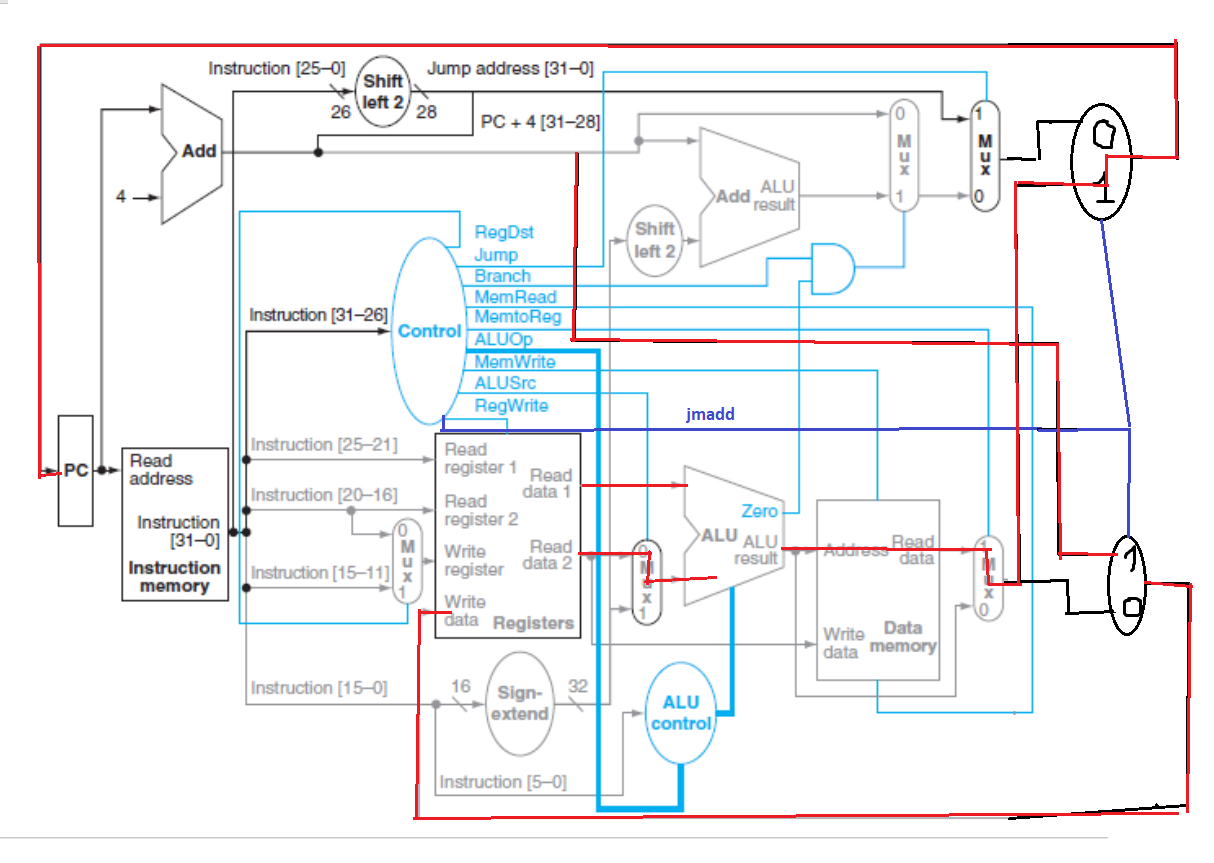 Instruction [25–0]
Shift
left 2
Jump address [31–0]
26
28
PC + 4 [31–28]
Add
4
0
M
u
x
1
1
M
u
x
0
0
1
Add
ALU
result
Shift
left 2
RegDst
Jump
Branch
MemRead
MemtoReg
ALUOp
MemWrite
ALUSrc
RegWrite
Instruction [31–26]
Control
jmadd
PC
Read
address
Instruction
[31–0]
Instruction
memory
Instruction [25–21]
Instruction [20–16]
Instruction [15–11]
0
M
u
x
1
Read
register 1
Read
data 1
Read
register 2
Write
register
Read
data 2
Write
data
Registers
0
M
u
x
1
Zero
ALU
ALU
result
Address
Read
data
Write
data
Data
memory
1
M
u
x
0
1
0
Instruction [15–0]
16
Sign-
extend
32
ALU
control
Instruction [5–0]